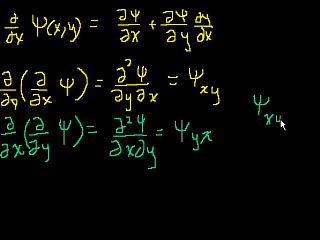 d/dx Ψ(x,y) = ∂Ψ/∂x + ∂Ψ/∂y dy/dx
∂/∂y (∂/∂x Ψ) = ∂²Ψ/∂y∂x = Ψxy
∂/∂x (∂/∂y Ψ) = ∂²Ψ/∂x∂y = Ψyx
Ψxy